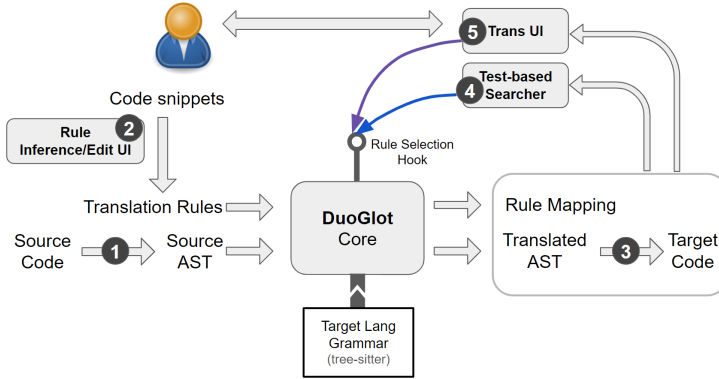 5
Trans UI
4
Test-based
Searcher
Code snippets
2
Rule
Inference/Edit UI
Rule Selection
Hook
Translation Rules
DuoGlot
Core
Rule Mapping
Source
Code
1
Source
AST
Translated
AST
3
Target
Code
Target Lang
Grammar
(tree-sitter)